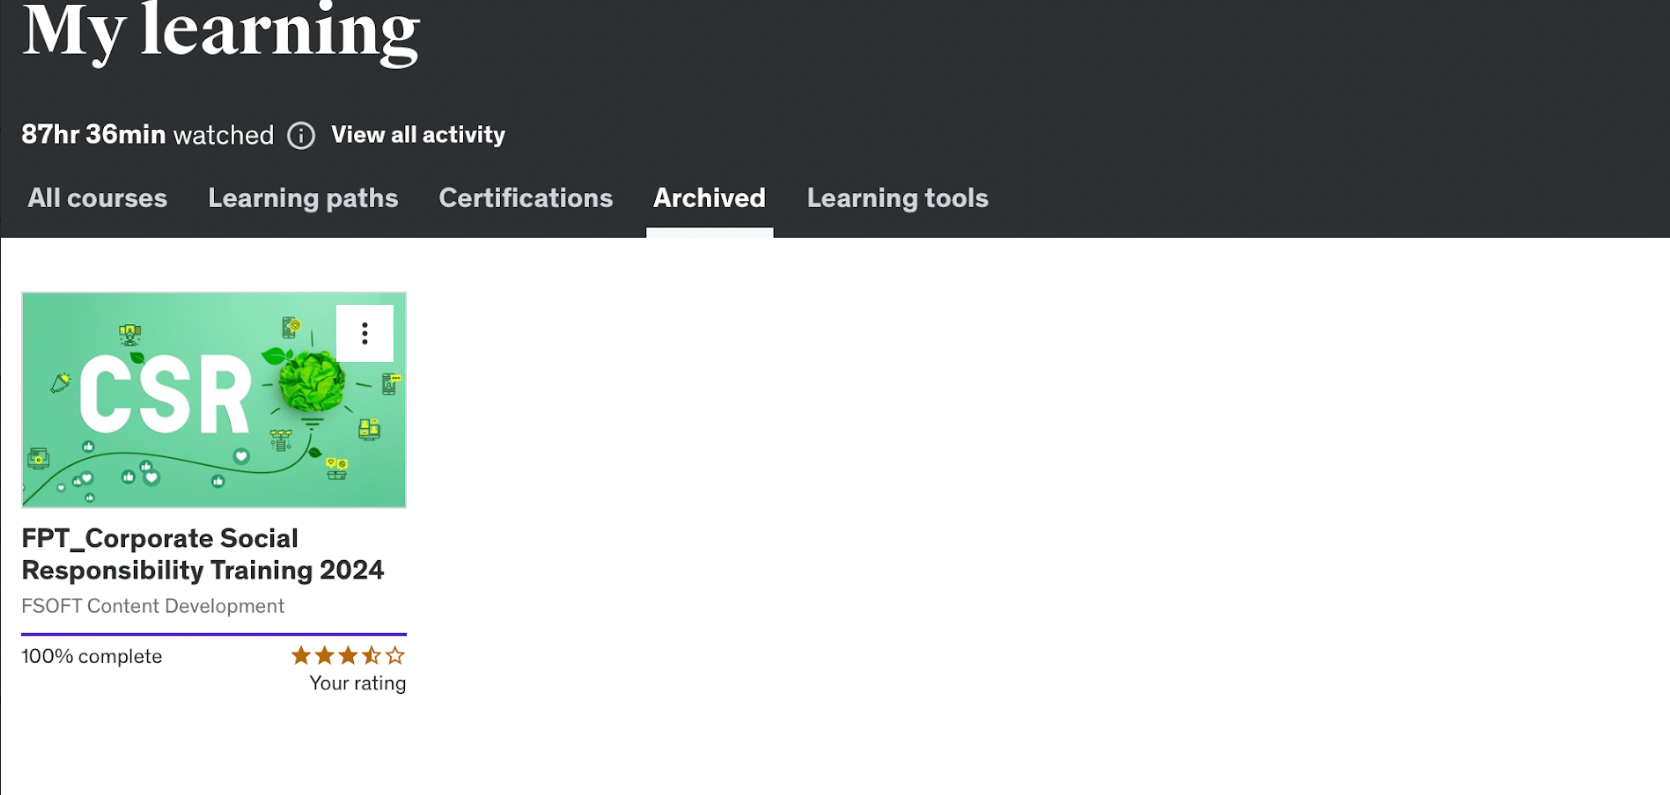 My learning
87hr 36min watched View all activity
All courses Learning paths Certifications Archived Learning tools
CSR
FPT_Corporate Social
Responsibility Training 2024
FSOFT Content Development
100% complete
Your rating